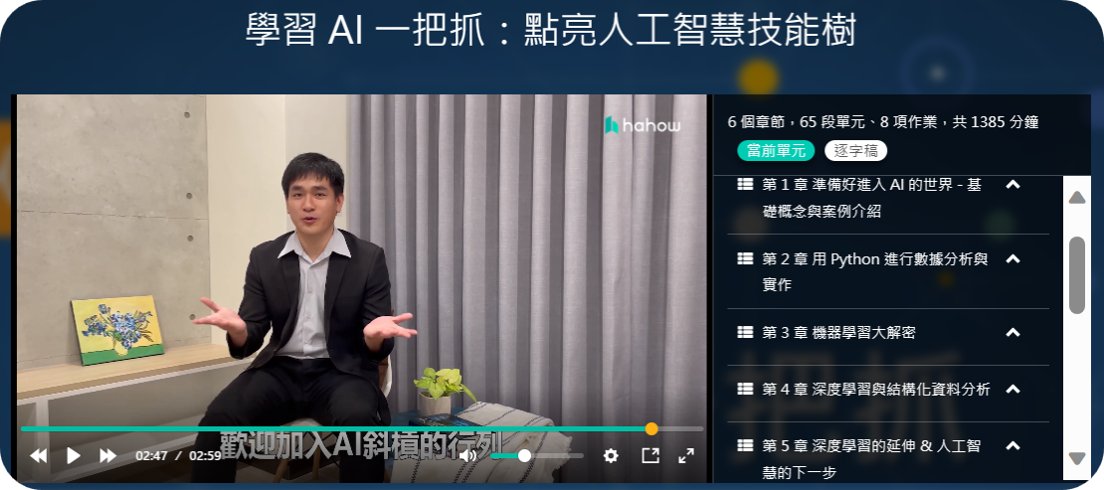 學習 AI 一把抓：點亮人工智慧技能樹
hahow
歡迎加入AI斜槓的行列
02:47 / 02:59
6 個章節，65 段單元、8 項作業，共 1385 分鐘
當前單元
逐字稿
第 1 章 準備好進入 AI 的世界 - 基
礎概念與案例介紹
第 2 章 用 Python 進行數據分析與
實作
第 3 章 機器學習大解密
第 4 章 深度學習與結構化資料分析
第 5 章 深度學習的延伸 & 人工智
慧的下一步